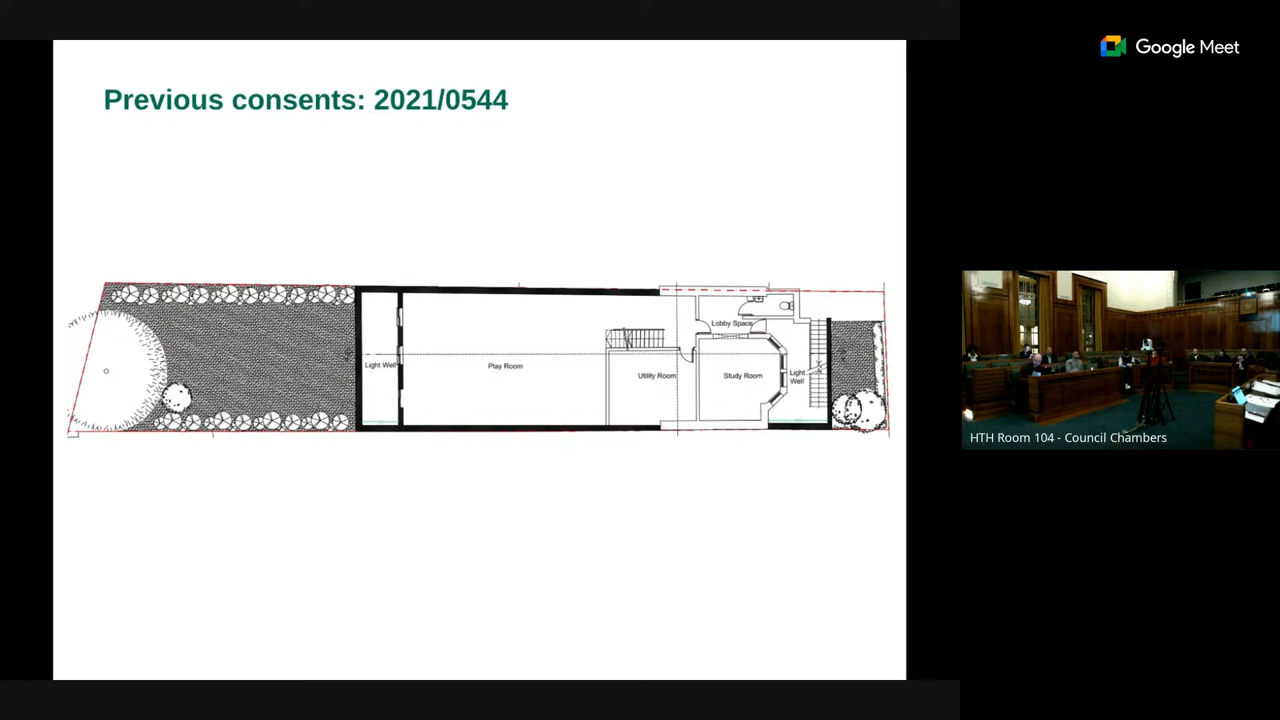 Previous consents: 2021/0544
Google Meet
Lobby Space
Light Well
Play Room
Utility Room
Study Room
Light
Well
HTH Room 104 - Council Chambers